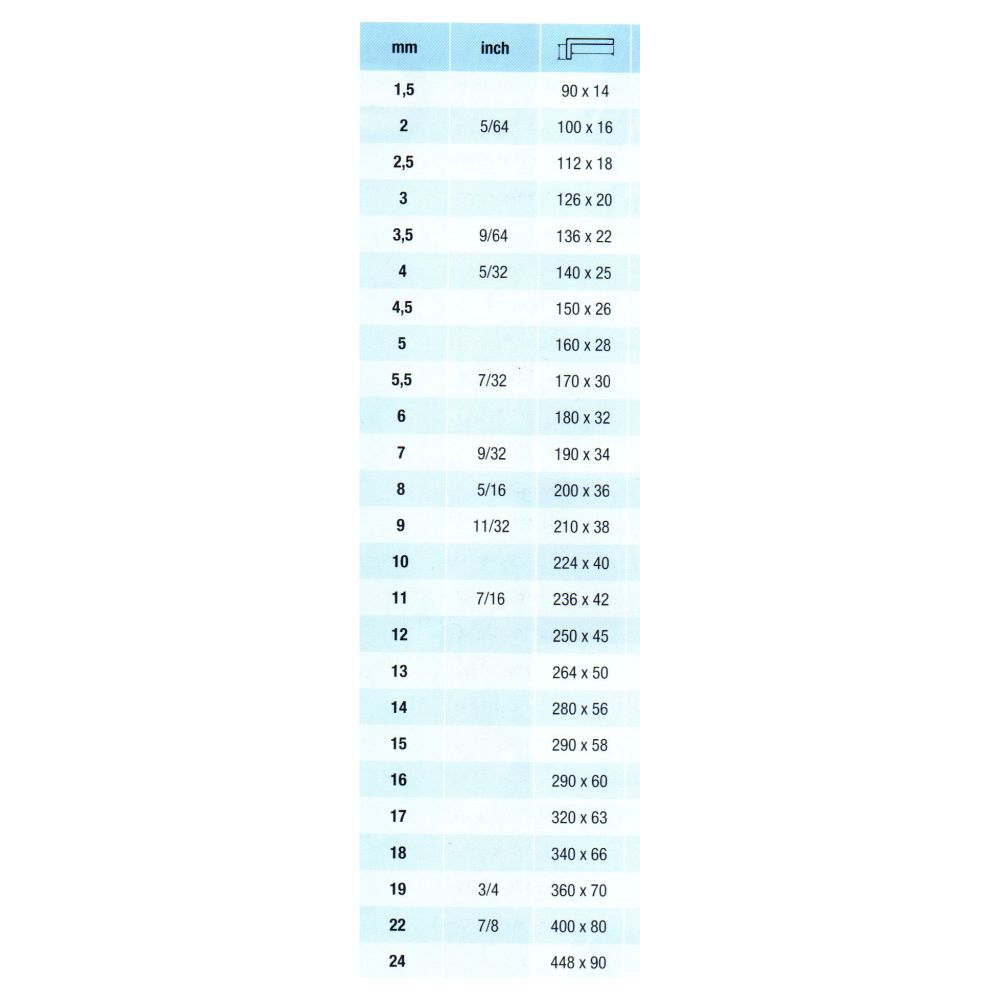 mm inch
1,5 90 x 14
2 5/64 100 x 16
2,5 112 x 18
3 126 x 20
3,5 9/64 136 x 22
4 5/32 140 x 25
4,5 150 x 26
5 160 x 28
5,5 7/32 170 x 30
6 180 x 32
7 9/32 190 x 34
8 5/16 200 x 36
9 11/32 210 x 38
10 224 x 40
11 7/16 236 x 42
12 250 x 45
13 264 x 50
14 280 x 56
15 290 x 58
16 290 x 60
17 320 x 63
18 340 x 66
19 3/4 360 x 70
22 7/8 400 x 80
24 448 x 90